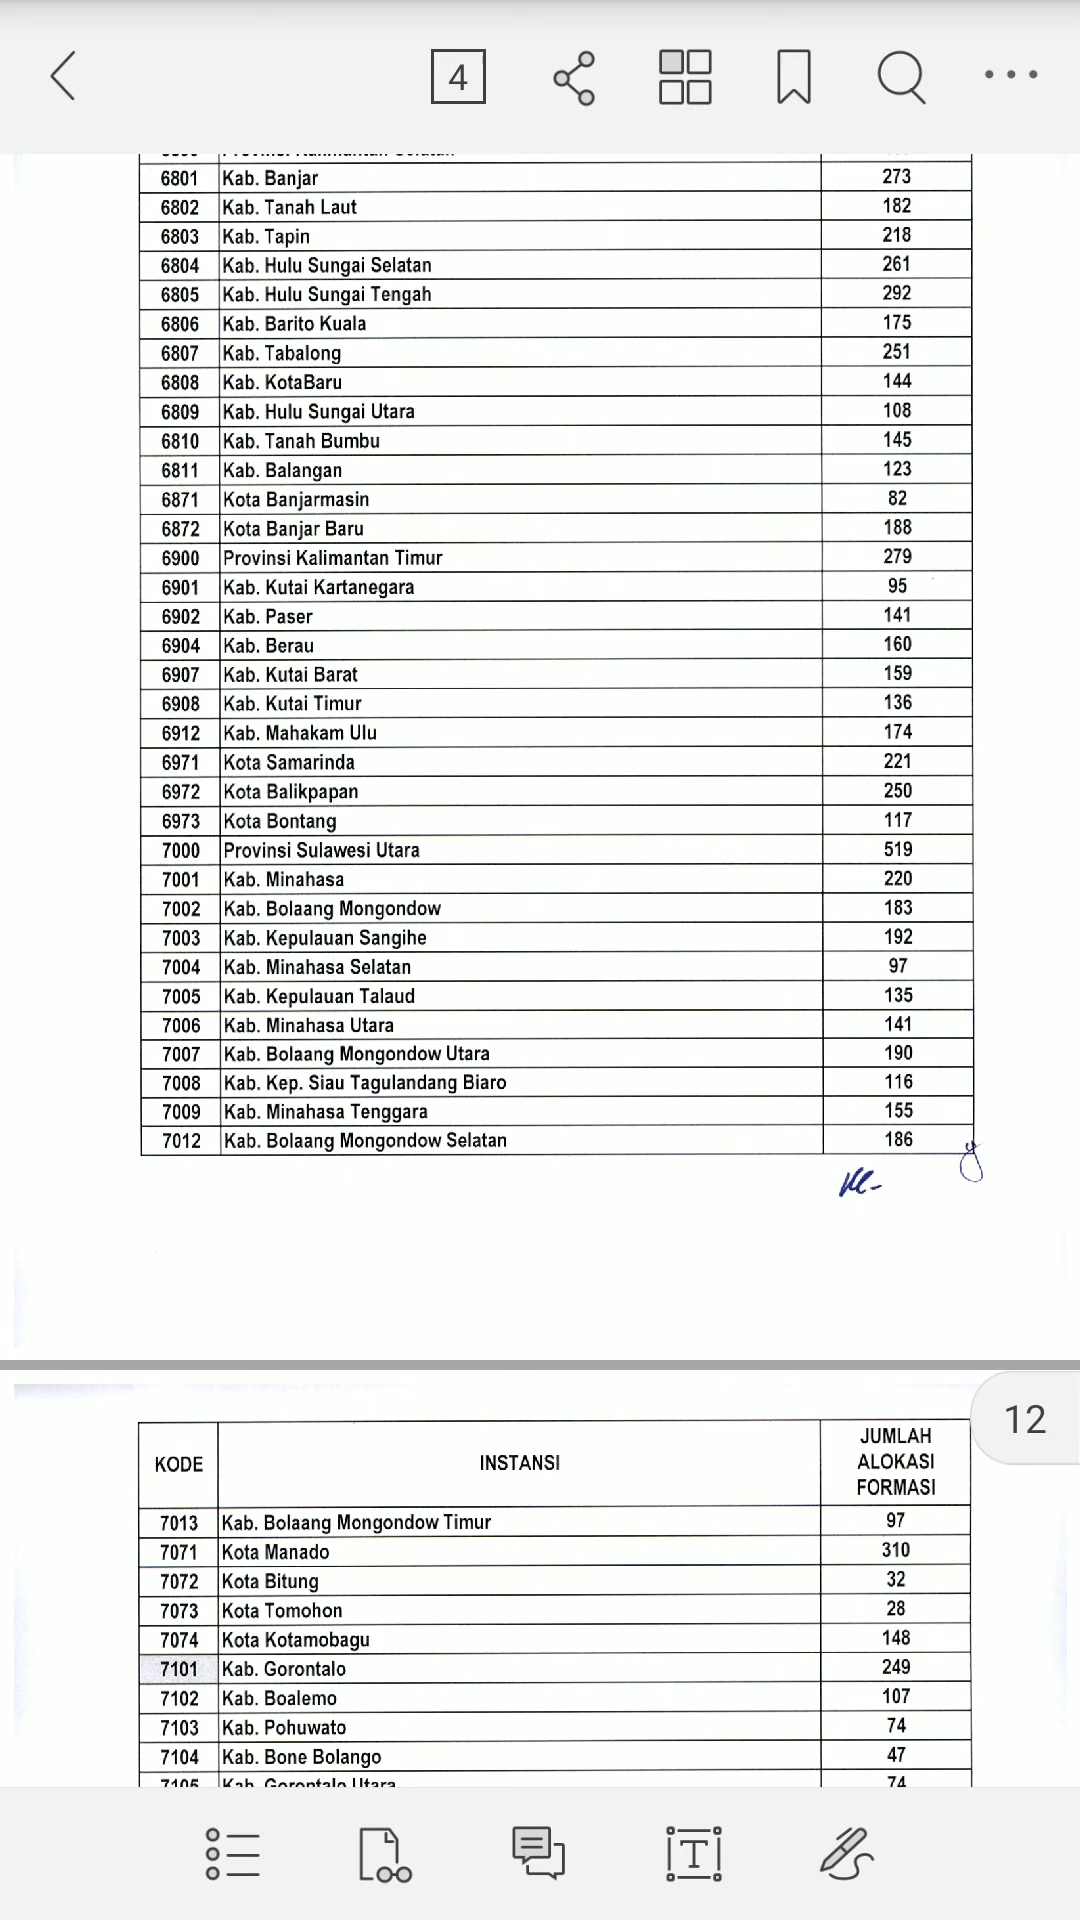 4
6801 Kab. Banjar 273
6802 Kab. Tanah Laut 182
6803 Kab. Tapin 218
6804 Kab. Hulu Sungai Selatan 261
6805 Kab. Hulu Sungai Tengah 292
6806 Kab. Barito Kuala 175
6807 Kab. Tabalong 251
6808 Kab. KotaBaru 144
6809 Kab. Hulu Sungai Utara 108
6810 Kab. Tanah Bumbu 145
6811 Kab. Balangan 123
6871 Kota Banjarmasin 82
6872 Kota Banjar Baru 188
6900 Provinsi Kalimantan Timur 279
6901 Kab. Kutai Kartanegara 95
6902 Kab. Paser 141
6904 Kab. Berau 160
6907 Kab. Kutai Barat 159
6908 Kab. Kutai Timur 136
6912 Kab. Mahakam Ulu 174
6971 Kota Samarinda 221
6972 Kota Balikpapan 250
6973 Kota Bontang 117
7000 Provinsi Sulawesi Utara 519
7001 Kab. Minahasa 220
7002 Kab. Bolaang Mongondow 183
7003 Kab. Kepulauan Sangihe 192
7004 Kab. Minahasa Selatan 97
7005 Kab. Kepulauan Talaud 135
7006 Kab. Minahasa Utara 141
7007 Kab. Bolaang Mongondow Utara 190
7008 Kab. Kep. Siau Tagulandang Biaro 116
7009 Kab. Minahasa Tenggara 155
7012 Kab. Bolaang Mongondow Selatan 186
12
KODE INSTANSI JUMLAH ALOKASI FORMASI
7013 Kab. Bolaang Mongondow Timur 97
7071 Kota Manado 310
7072 Kota Bitung 32
7073 Kota Tomohon 28
7074 Kota Kotamobagu 148
7101 Kab. Gorontalo 249
7102 Kab. Boalemo 107
7103 Kab. Pohuwato 74
7104 Kab. Bone Bolango 47
7105 Kab. Gorontalo Utara 74
T